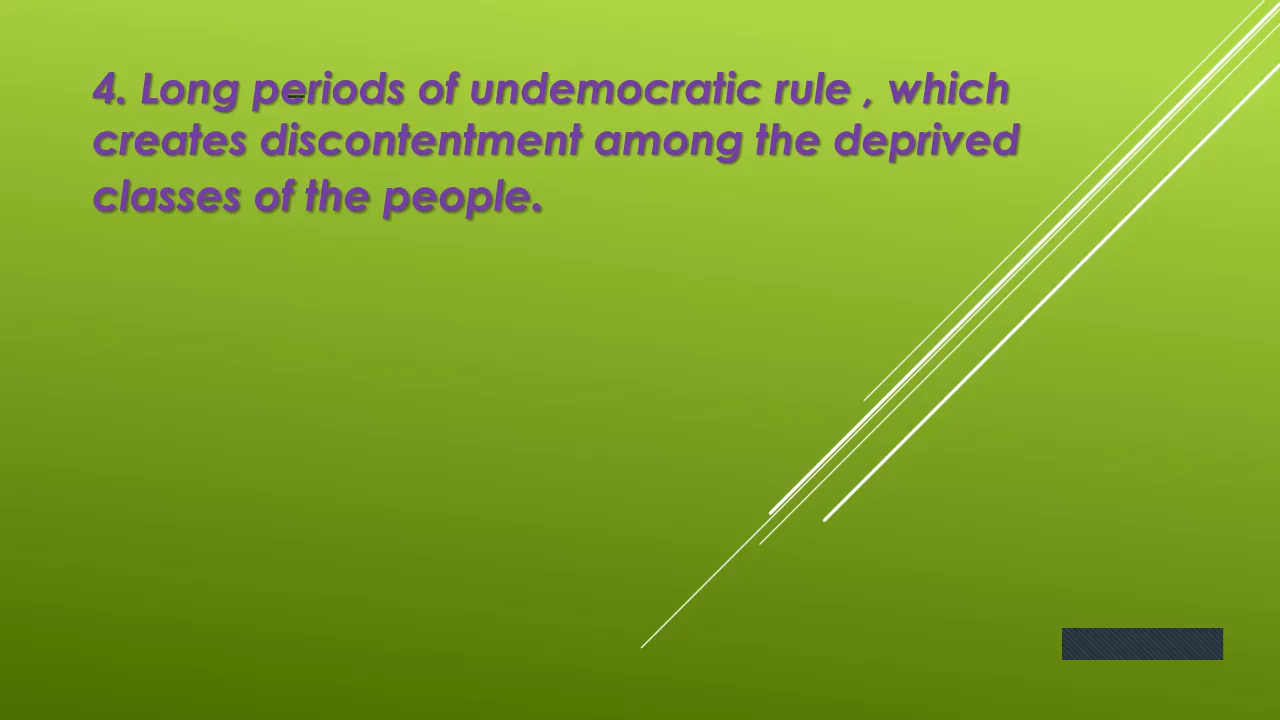 4. Long periods of undemocratic rule , which
creates discontentment among the deprived
classes of the people.